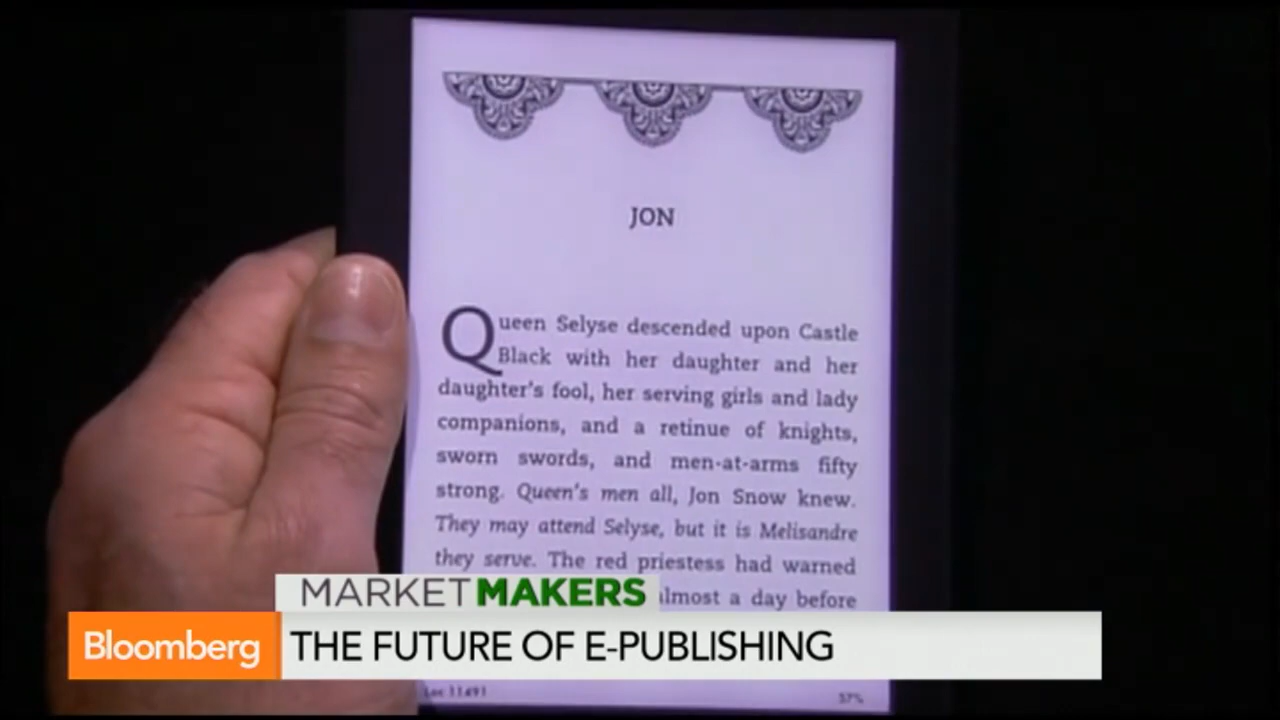 JON
Queen Selyse descended upon Castle
Black with her daughter and her
daughter's fool, her serving girls and lady
companions, and a retinue of knights,
sworn swords, and men-at-arms fifty
strong. Queen's men all, Jon Snow knew.
They may attend Selyse, but it is Melisandre
they serve. The red priestess had warned
almost a day before
MARKETMAKERS
Bloomberg
THE FUTURE OF E-PUBLISHING
Loc 11491
57%